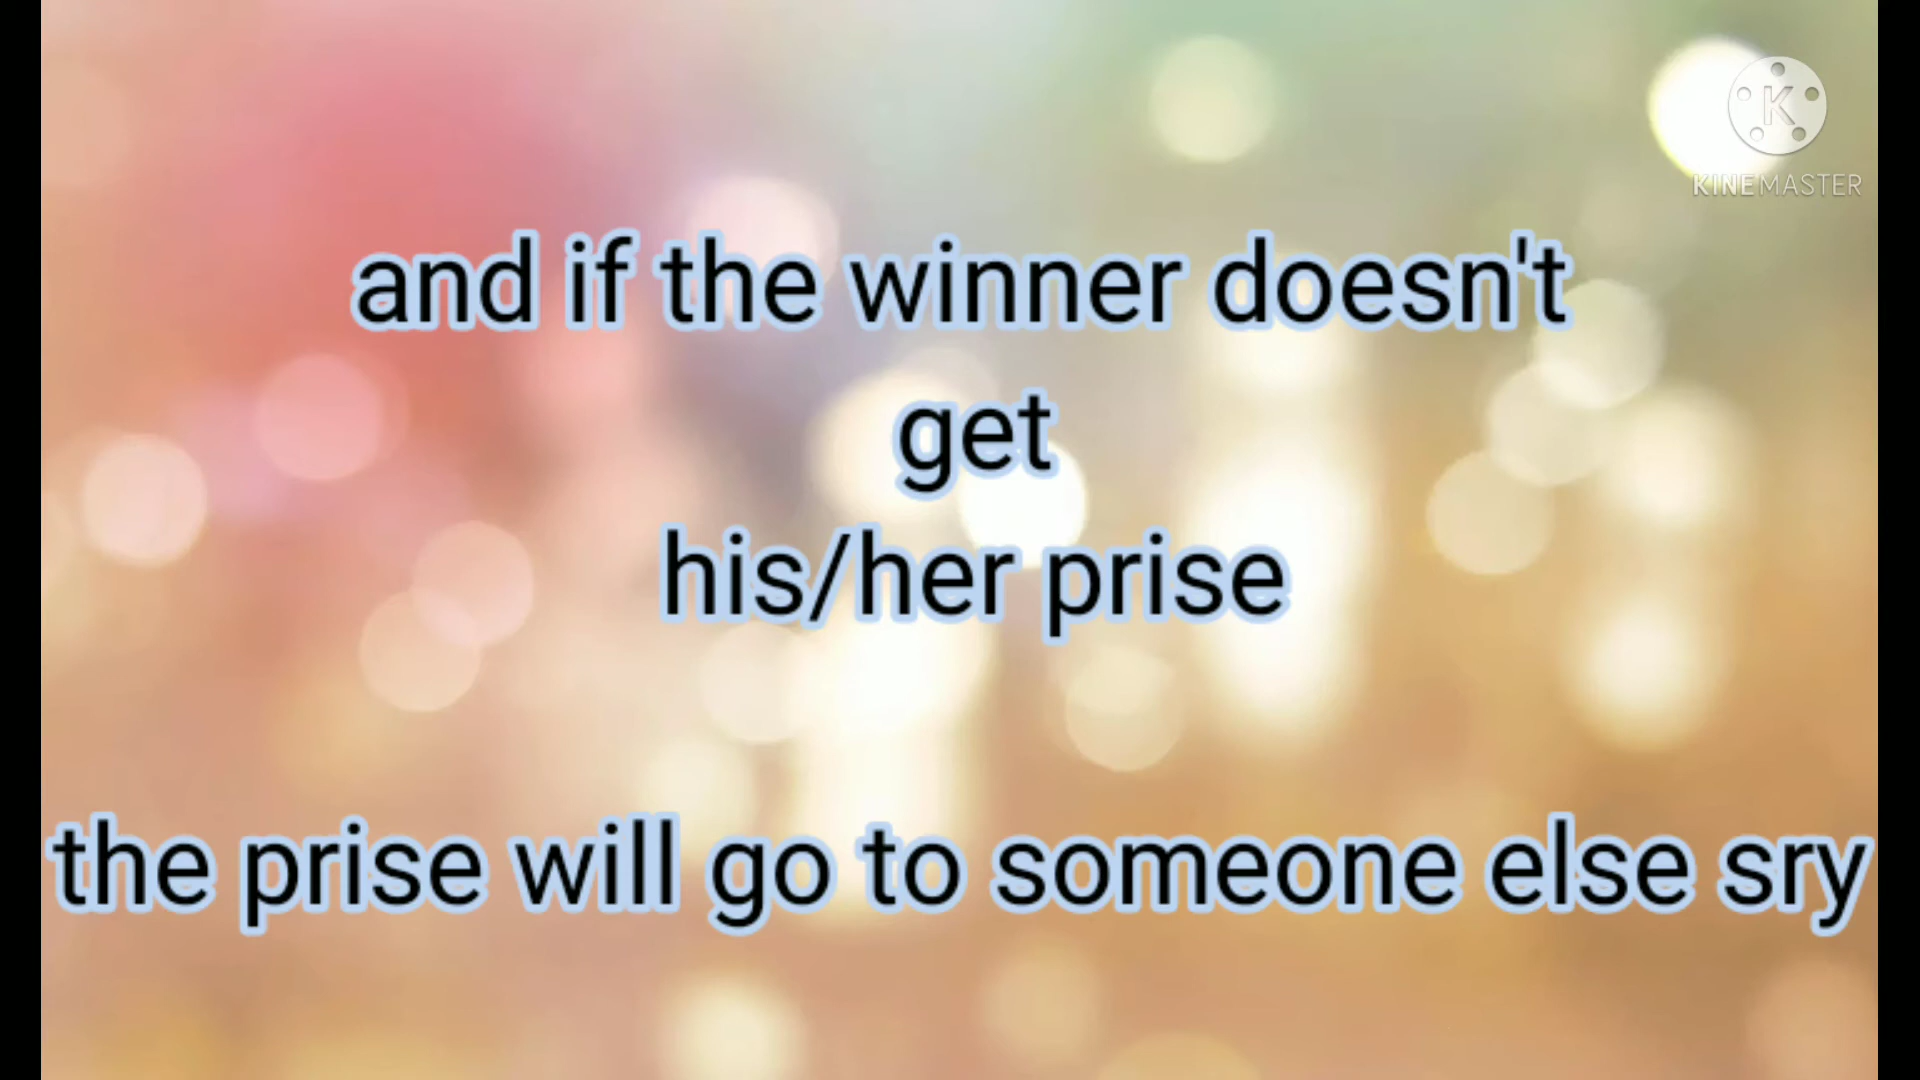 K
KINEMASTER
and if the winner doesn't
get
his/her prise
the prise will go to someone else sry